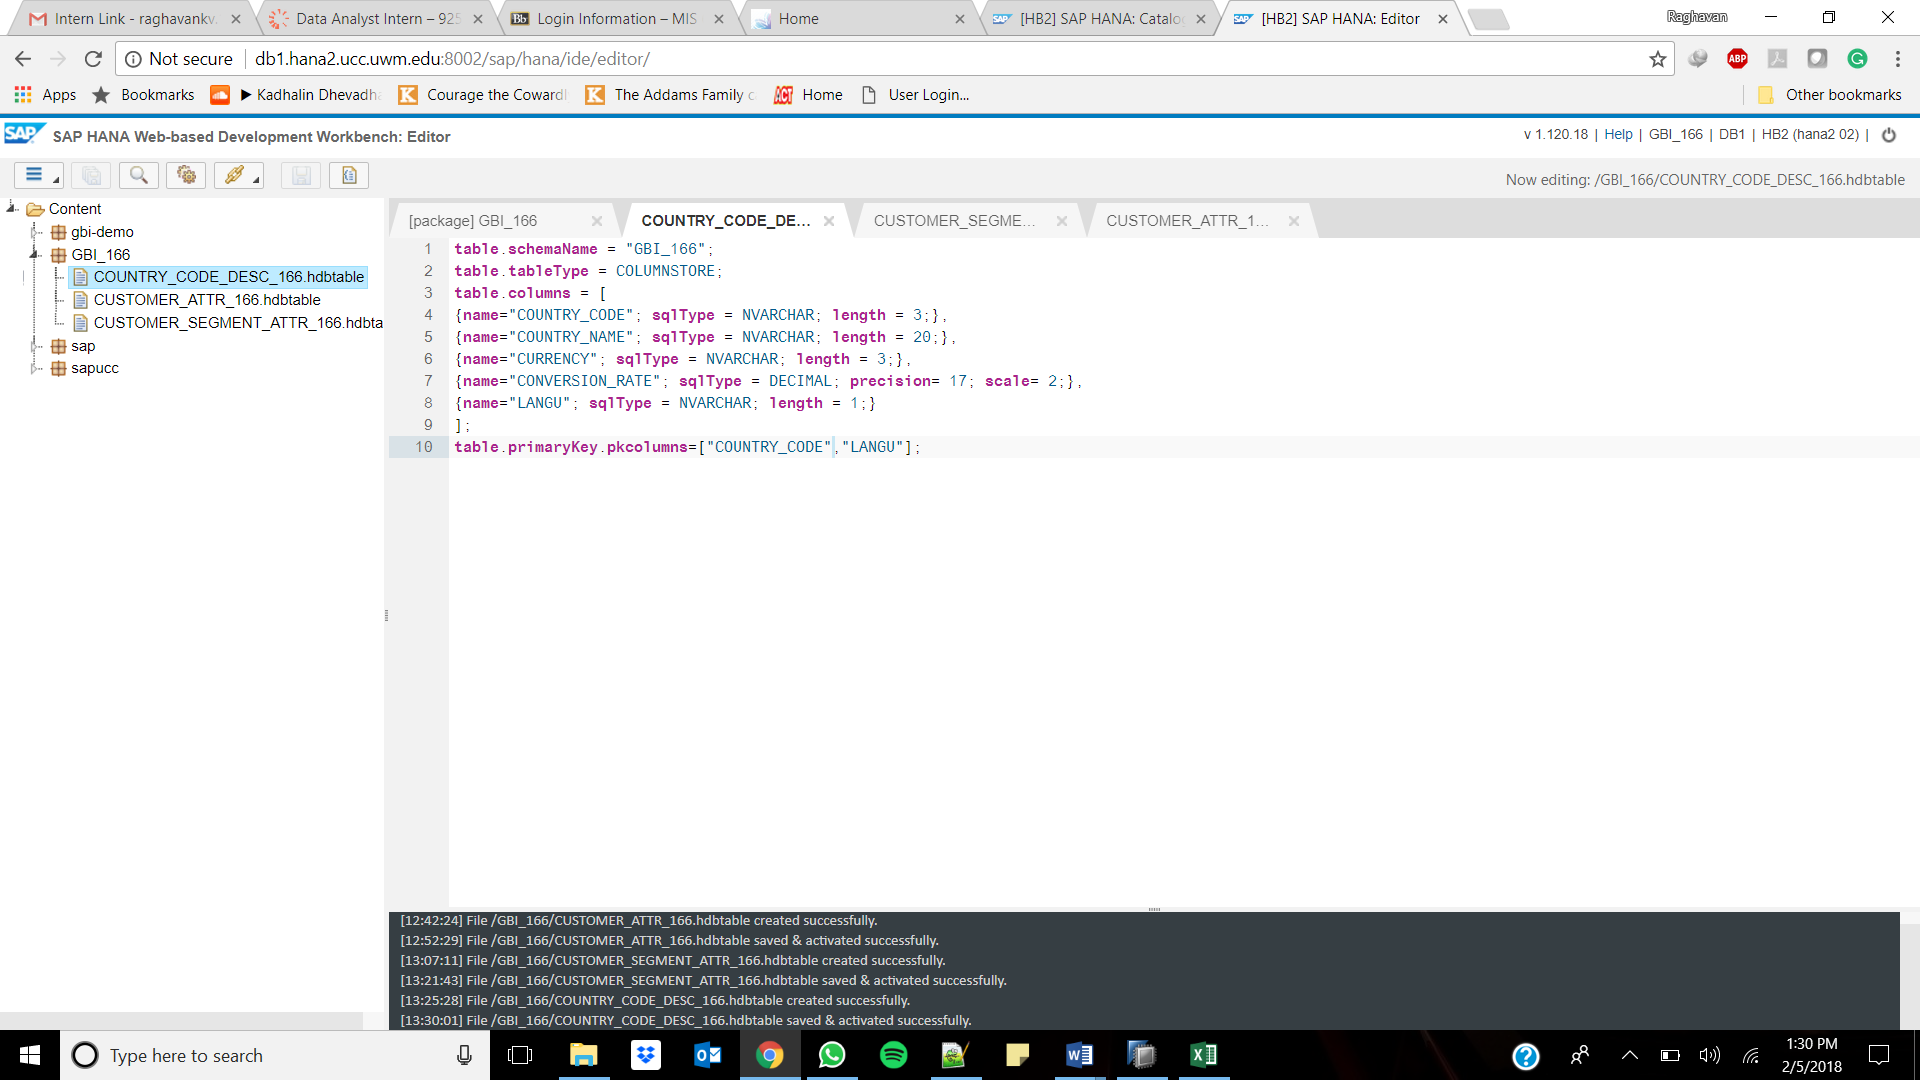 Intern Link - raghavankv. Data Analyst Intern – 925 Login Information – MIS Home [HB2] SAP HANA: Catalo [HB2] SAP HANA: Editor Raghavan
Not secure db1.hana2.ucc.uwm.edu:8002/sap/hana/ide/editor/ ABP
Apps Bookmarks ▶ Kadhalin Dhevadha Courage the Coward The Addams Family c Home User Login... Other bookmarks
SAP SAP HANA Web-based Development Workbench: Editor v 1.120.18 | Help | GBI_166 | DB1 | HB2 (hana2 02) |
Now editing: /GBI_166/COUNTRY_CODE_DESC_166.hdbtable
Content
gbi-demo
GBI_166
COUNTRY_CODE_DESC_166.hdbtable
CUSTOMER_ATTR_166.hdbtable
CUSTOMER_SEGMENT_ATTR_166.hdbta
sap
sapucc
[package] GBI_166 COUNTRY_CODE_DE... CUSTOMER_SEGME... CUSTOMER_ATTR_1...
1 table.schemaName = "GBI_166";
2 table.tableType = COLUMNSTORE;
3 table.columns = [
4 {name="COUNTRY_CODE"; sqlType = NVARCHAR; length = 3;},
5 {name="COUNTRY_NAME"; sqlType = NVARCHAR; length = 20;},
6 {name="CURRENCY"; sqlType = NVARCHAR; length = 3;},
7 {name="CONVERSION_RATE"; sqlType = DECIMAL; precision= 17; scale= 2;},
8 {name="LANGU"; sqlType = NVARCHAR; length = 1;}
9 ];
10 table.primaryKey.pkcolumns=["COUNTRY_CODE","LANGU"];
[12:42:24] File /GBI_166/CUSTOMER_ATTR_166.hdbtable created successfully.
[12:52:29] File /GBI_166/CUSTOMER_ATTR_166.hdbtable saved & activated successfully.
[13:07:11] File /GBI_166/CUSTOMER_SEGMENT_ATTR_166.hdbtable created successfully.
[13:21:43] File /GBI_166/CUSTOMER_SEGMENT_ATTR_166.hdbtable saved & activated successfully.
[13:25:28] File /GBI_166/COUNTRY_CODE_DESC_166.hdbtable created successfully.
[13:30:01] File /GBI_166/COUNTRY_CODE_DESC_166.hdbtable saved & activated successfully.
Type here to search
1:30 PM
2/5/2018